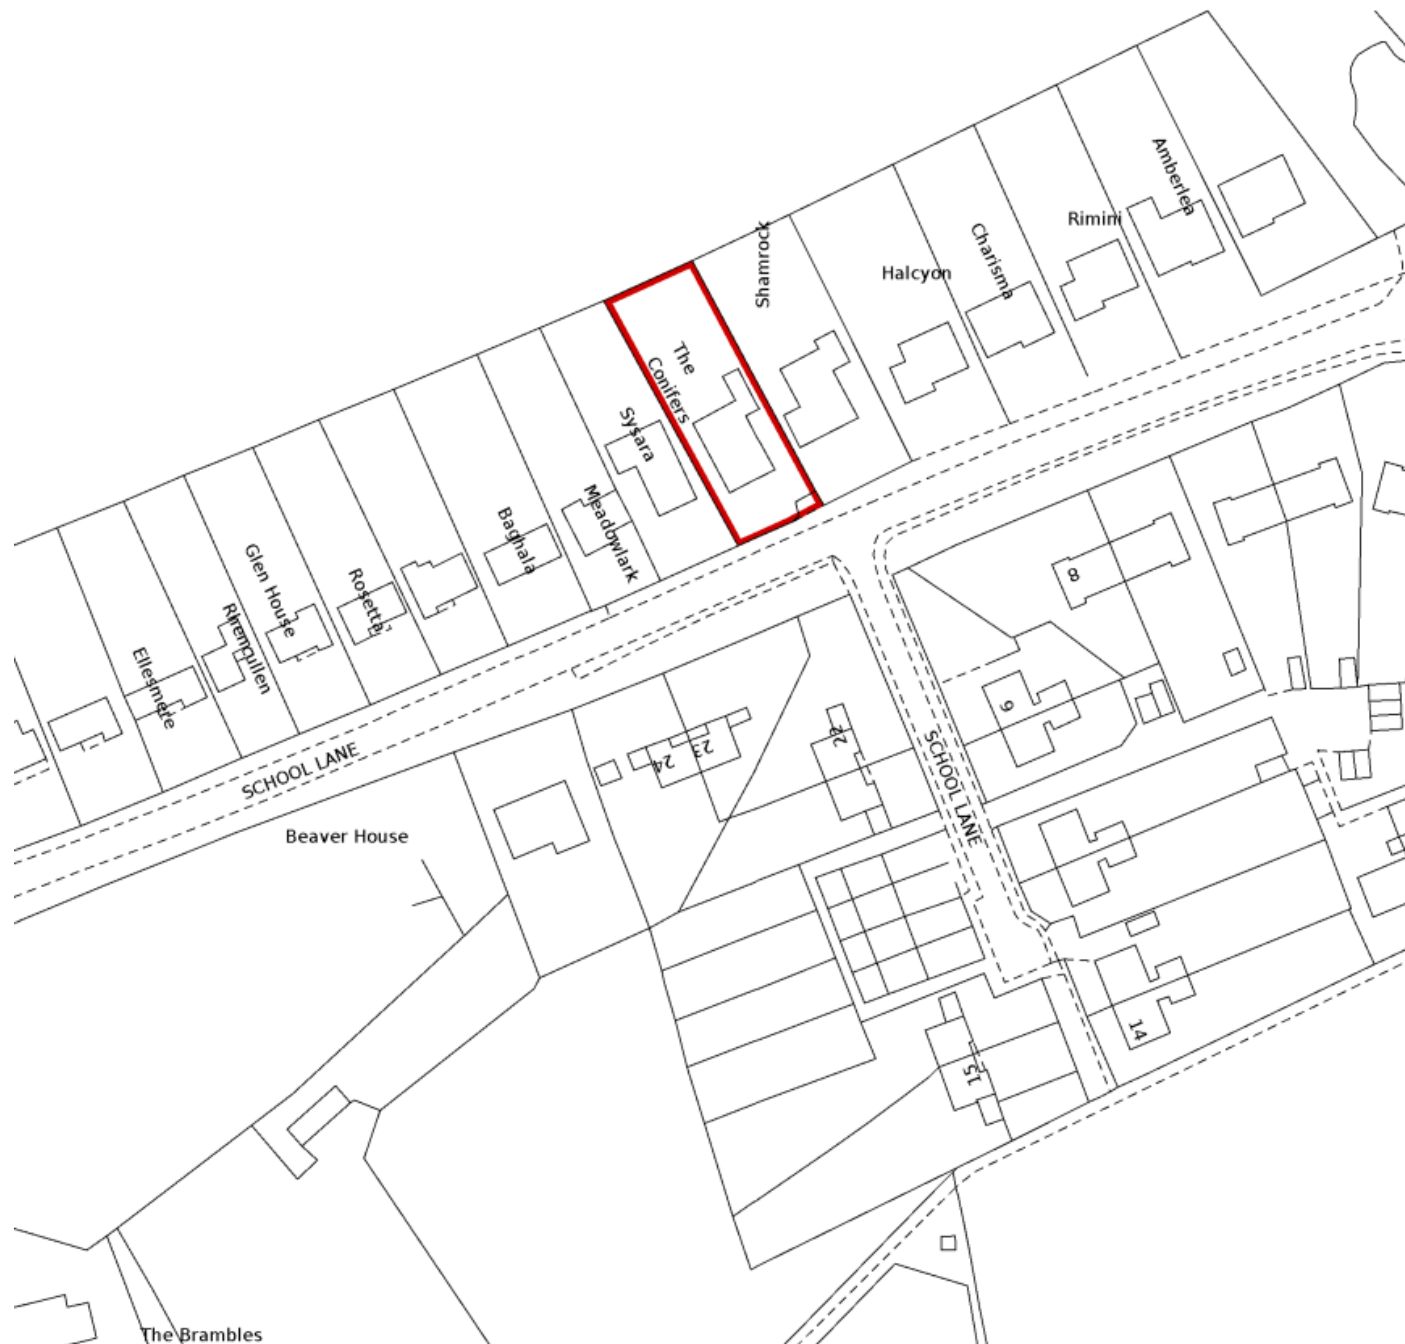 Amberlea
Rimini
Shamrock
Charisma
Halcyon
The
Conifers
Sysara
Meadowlark
Baghala
Glen House
Rosetta
Rhemcullen
Ellesmere
8
9
22
23
24
SCHOOL LANE
SCHOOL LANE
Beaver House
14
15
The Brambles